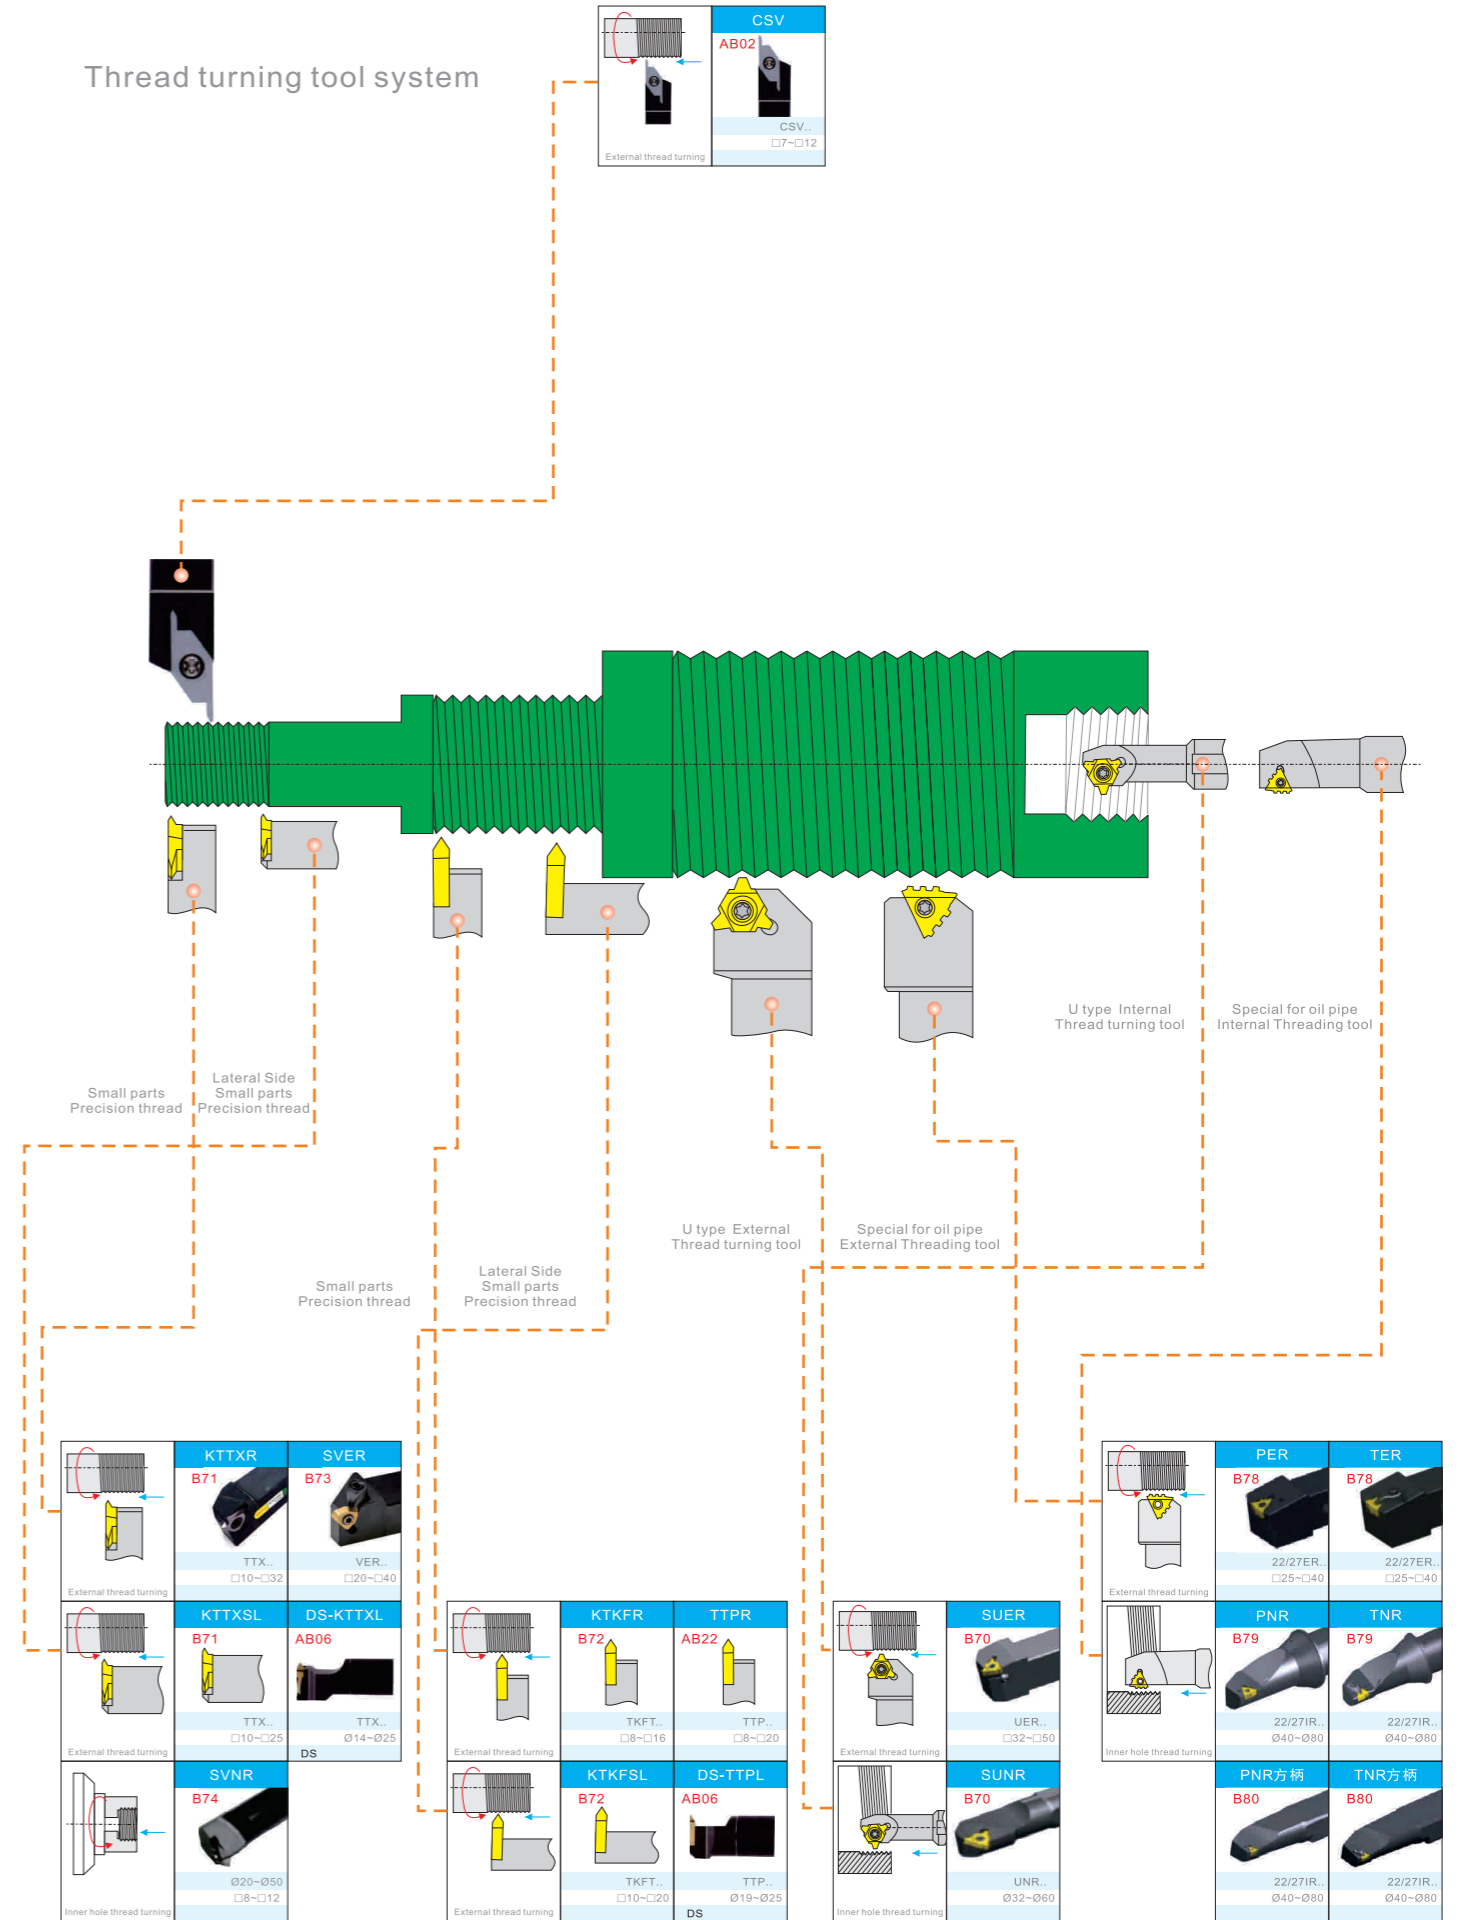 Thread turning tool system
CSV
AB02
CSV..
□7~□12
External thread turning
U type Internal
Thread turning tool
Special for oil pipe
Internal Threading tool
Small parts
Precision thread
Lateral Side
Small parts
Precision thread
U type External
Thread turning tool
Special for oil pipe
External Threading tool
Small parts
Precision thread
Lateral Side
Small parts
Precision thread
KTTXR
B71
TTX..
□10~□32
SVER
B73
VER..
□20~□40
External thread turning
KTTXSL
B71
TTX..
□10~□25
DS-KTTXL
AB06
TTX..
Ø14~Ø25
DS
External thread turning
SVNR
B74
Ø20~Ø50
□8~□12
Inner hole thread turning
KTKFR
B72
TKFT..
□8~□16
TTPR
AB22
TTP..
□8~□20
External thread turning
KTKFSL
B72
TKFT..
□10~□20
DS-TTPL
AB06
TTP..
Ø19~Ø25
DS
External thread turning
SUER
B70
UER..
□32~□50
External thread turning
SUNR
B70
UNR..
Ø32~Ø60
Inner hole thread turning
PER
B78
22/27ER..
□25~□40
TER
B78
22/27ER..
□25~□40
External thread turning
PNR
B79
22/27IR..
Ø40~Ø80
TNR
B79
22/27IR..
Ø40~Ø80
Inner hole thread turning
PNR方柄
B80
22/27IR..
Ø40~Ø80
TNR方柄
B80
22/27IR..
Ø40~Ø80